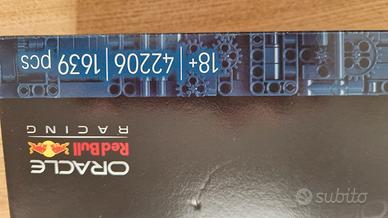 18+ | 42206 | 1639 pcs
ORACLE
Red Bull
RACING
subito